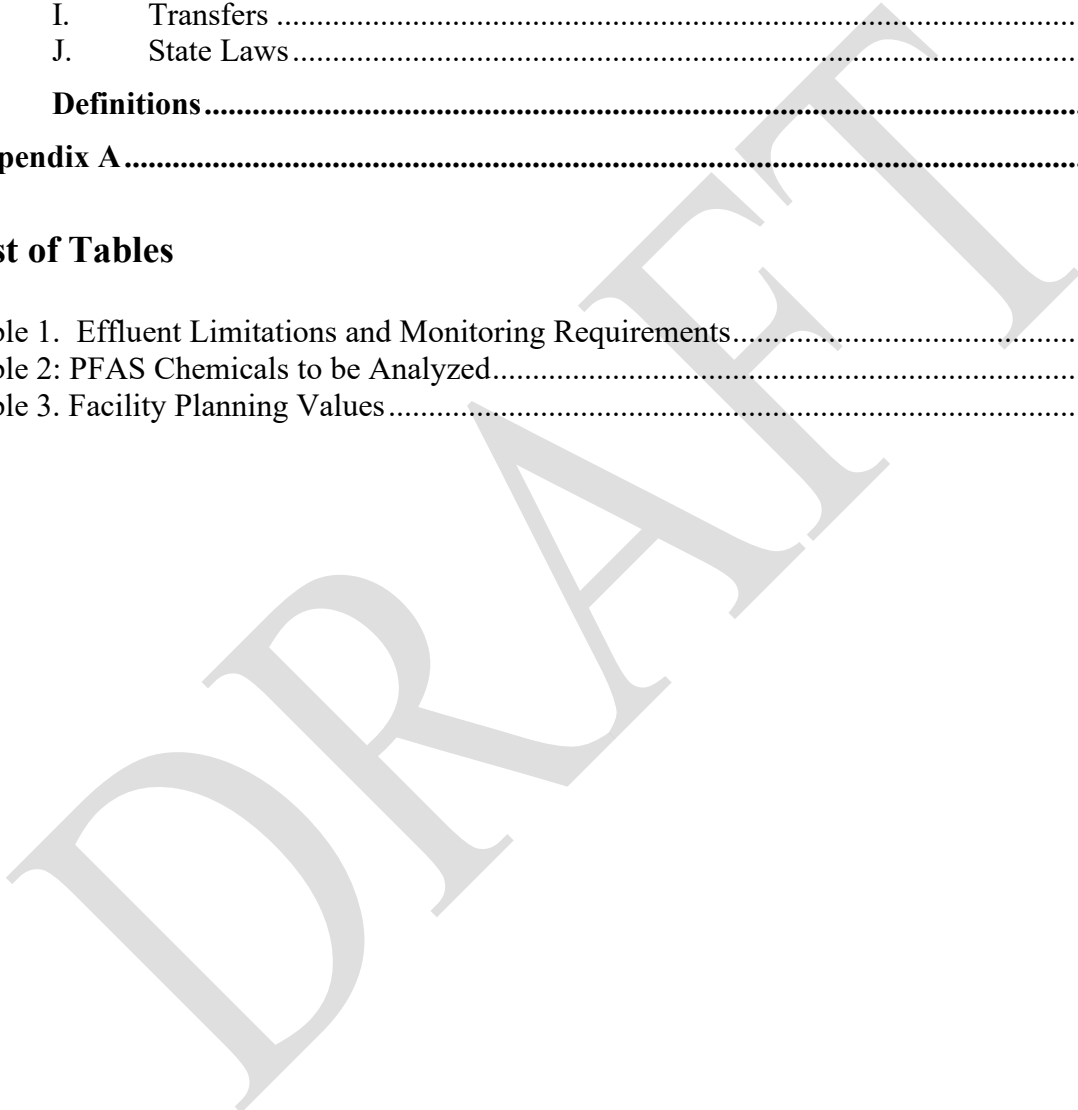 I. Transfers ........................................................................................................
J. State Laws ......................................................................................................
Definitions ...............................................................................................................
pendix A .........................................................................................................................
st of Tables
ble 1.  Effluent Limitations and Monitoring Requirements ...........................................
ble 2: PFAS Chemicals to be Analyzed .........................................................................
ble 3. Facility Planning Values ......................................................................................
DRAFT